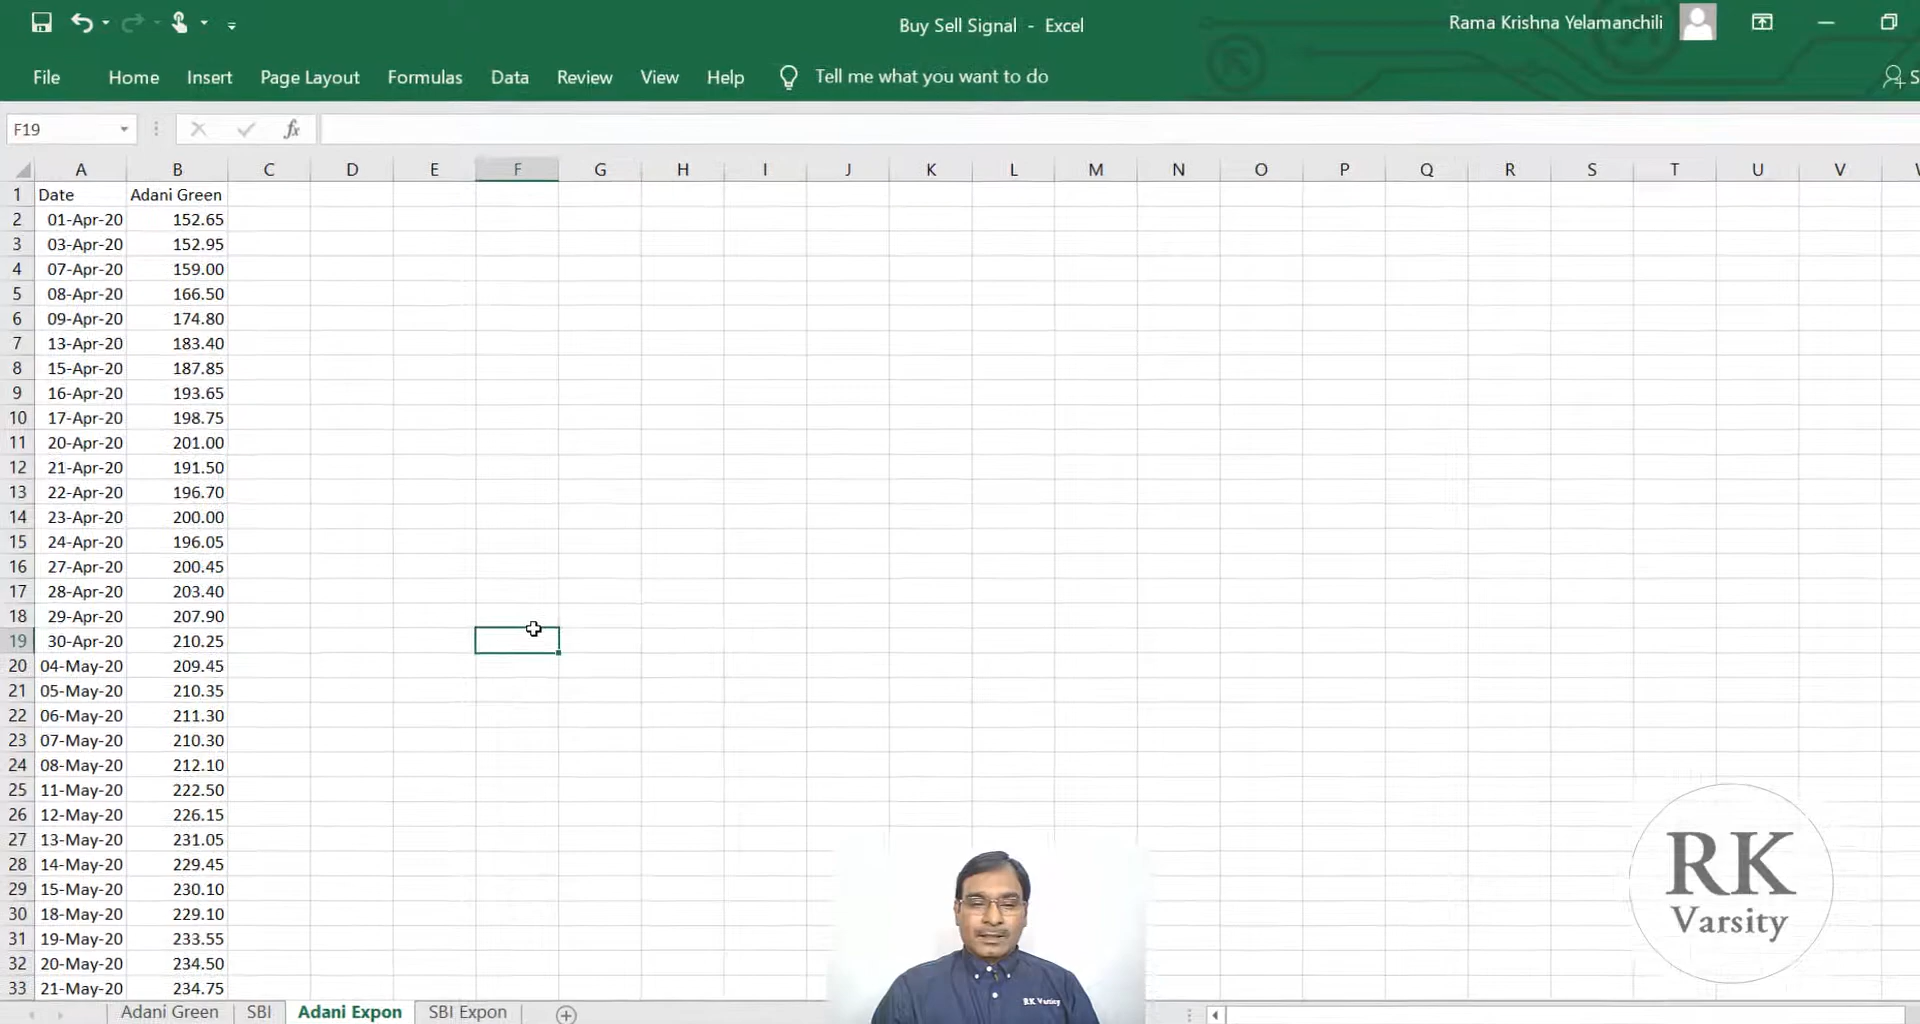 Buy Sell Signal - Excel
Rama Krishna Yelamanchili
File Home Insert Page Layout Formulas Data Review View Help Tell me what you want to do
F19 fx
A B C D E F G H I J K L M N O P Q R S T U V
1 Date Adani Green
2 01-Apr-20 152.65
3 03-Apr-20 152.95
4 07-Apr-20 159.00
5 08-Apr-20 166.50
6 09-Apr-20 174.80
7 13-Apr-20 183.40
8 15-Apr-20 187.85
9 16-Apr-20 193.65
10 17-Apr-20 198.75
11 20-Apr-20 201.00
12 21-Apr-20 191.50
13 22-Apr-20 196.70
14 23-Apr-20 200.00
15 24-Apr-20 196.05
16 27-Apr-20 200.45
17 28-Apr-20 203.40
18 29-Apr-20 207.90
19 30-Apr-20 210.25
20 04-May-20 209.45
21 05-May-20 210.35
22 06-May-20 211.30
23 07-May-20 210.30
24 08-May-20 212.10
25 11-May-20 222.50
26 12-May-20 226.15
27 13-May-20 231.05
28 14-May-20 229.45
29 15-May-20 230.10
30 18-May-20 229.10
31 19-May-20 233.55
32 20-May-20 234.50
33 21-May-20 234.75
RK
Varsity
RK Varsity
Adani Green SBI Adani Expon SBI Expon